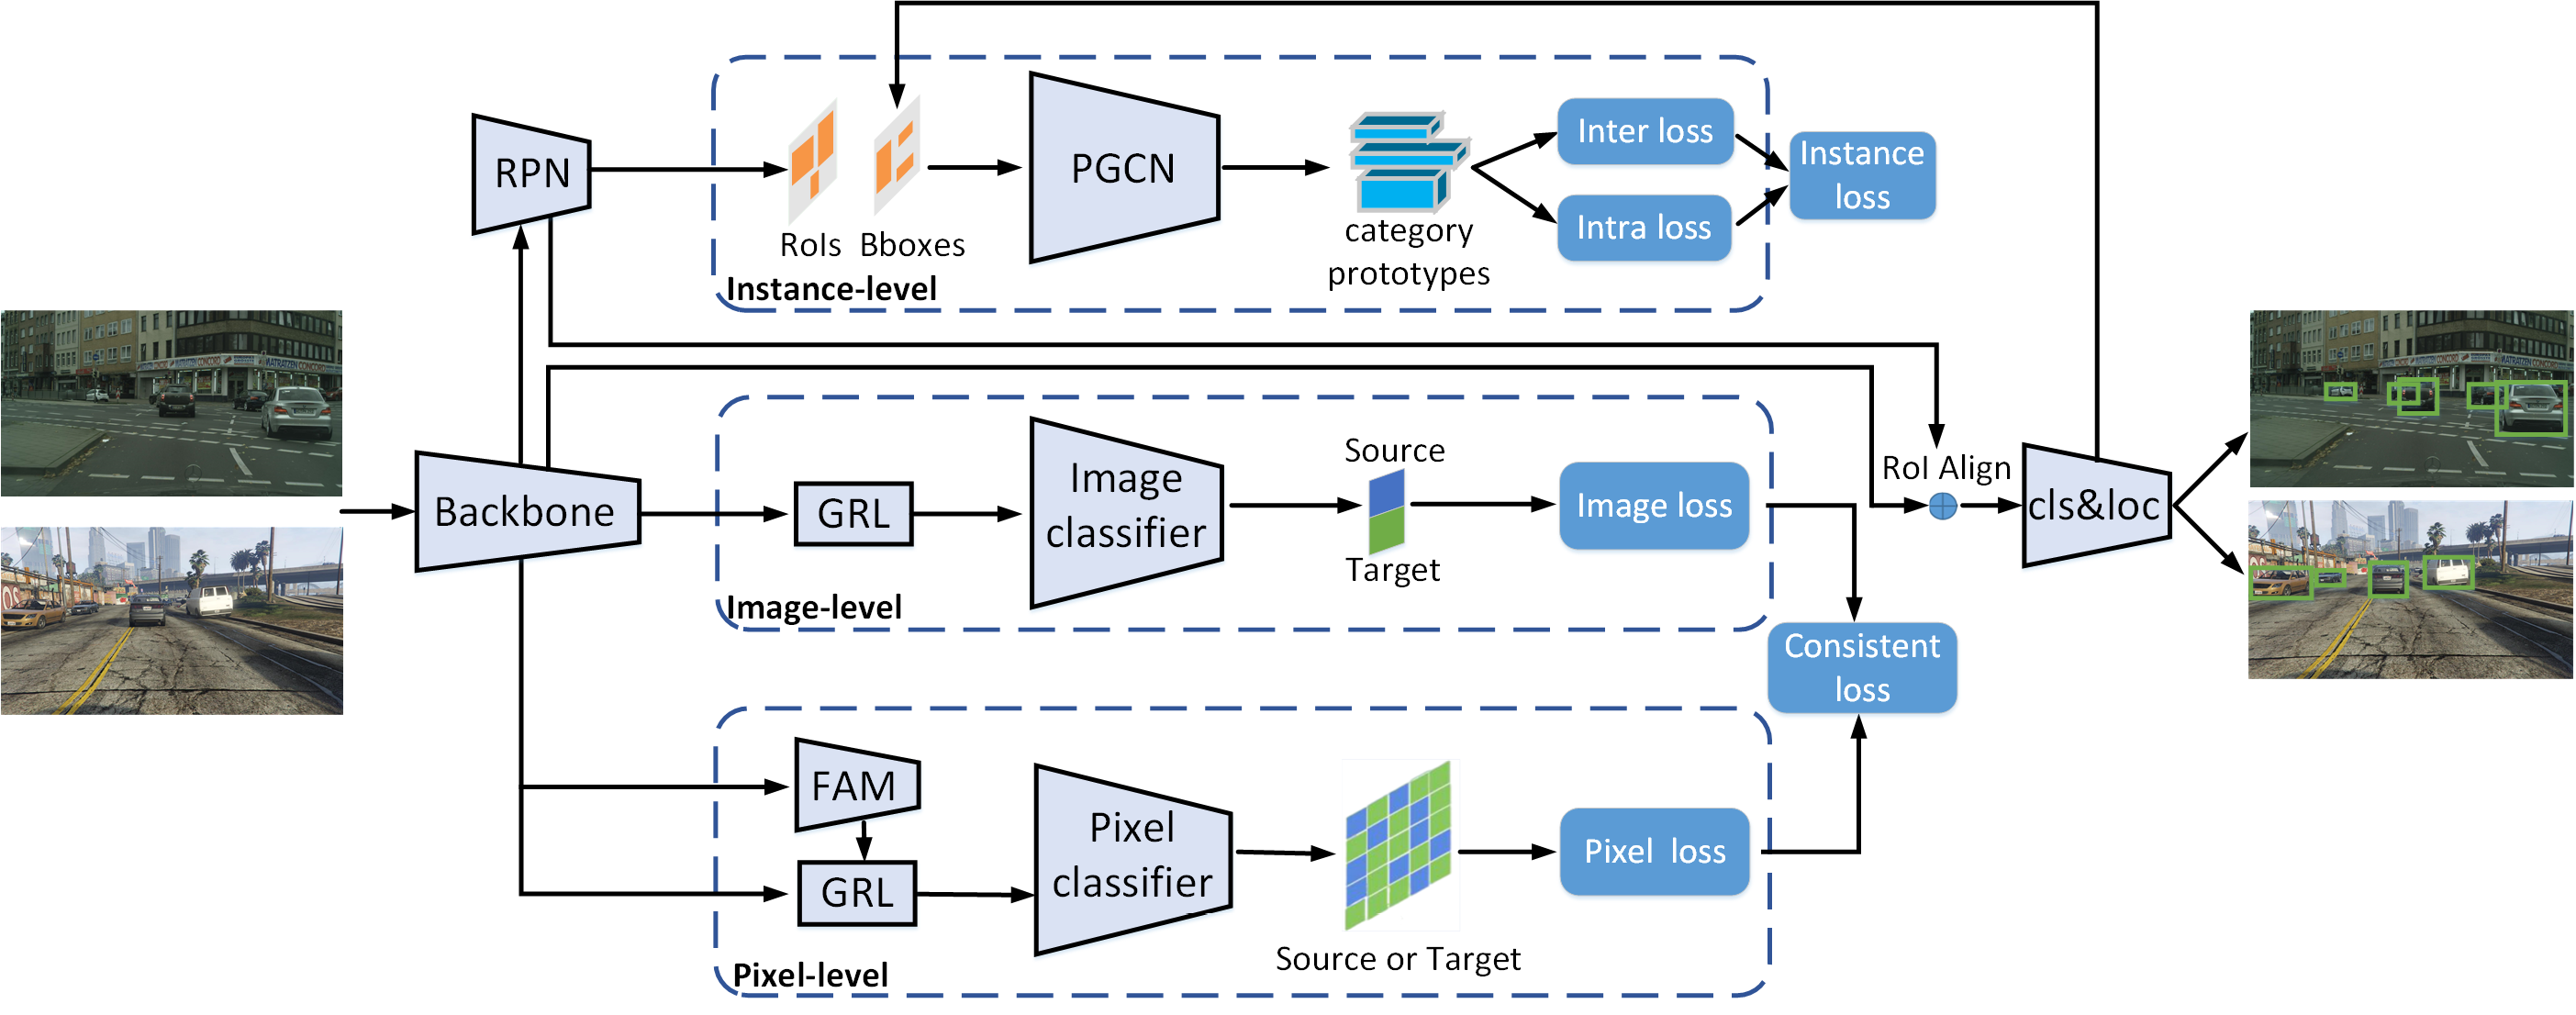 RPN
RoIs
Bboxes
PGCN
category
prototypes
Inter loss
Intra loss
Instance
loss
Instance-level
Backbone
GRL
Image
classifier
Source
Target
Image loss
Image-level
RoI Align
cls&loc
Consistent
loss
FAM
GRL
Pixel
classifier
Source or Target
Pixel loss
Pixel-level